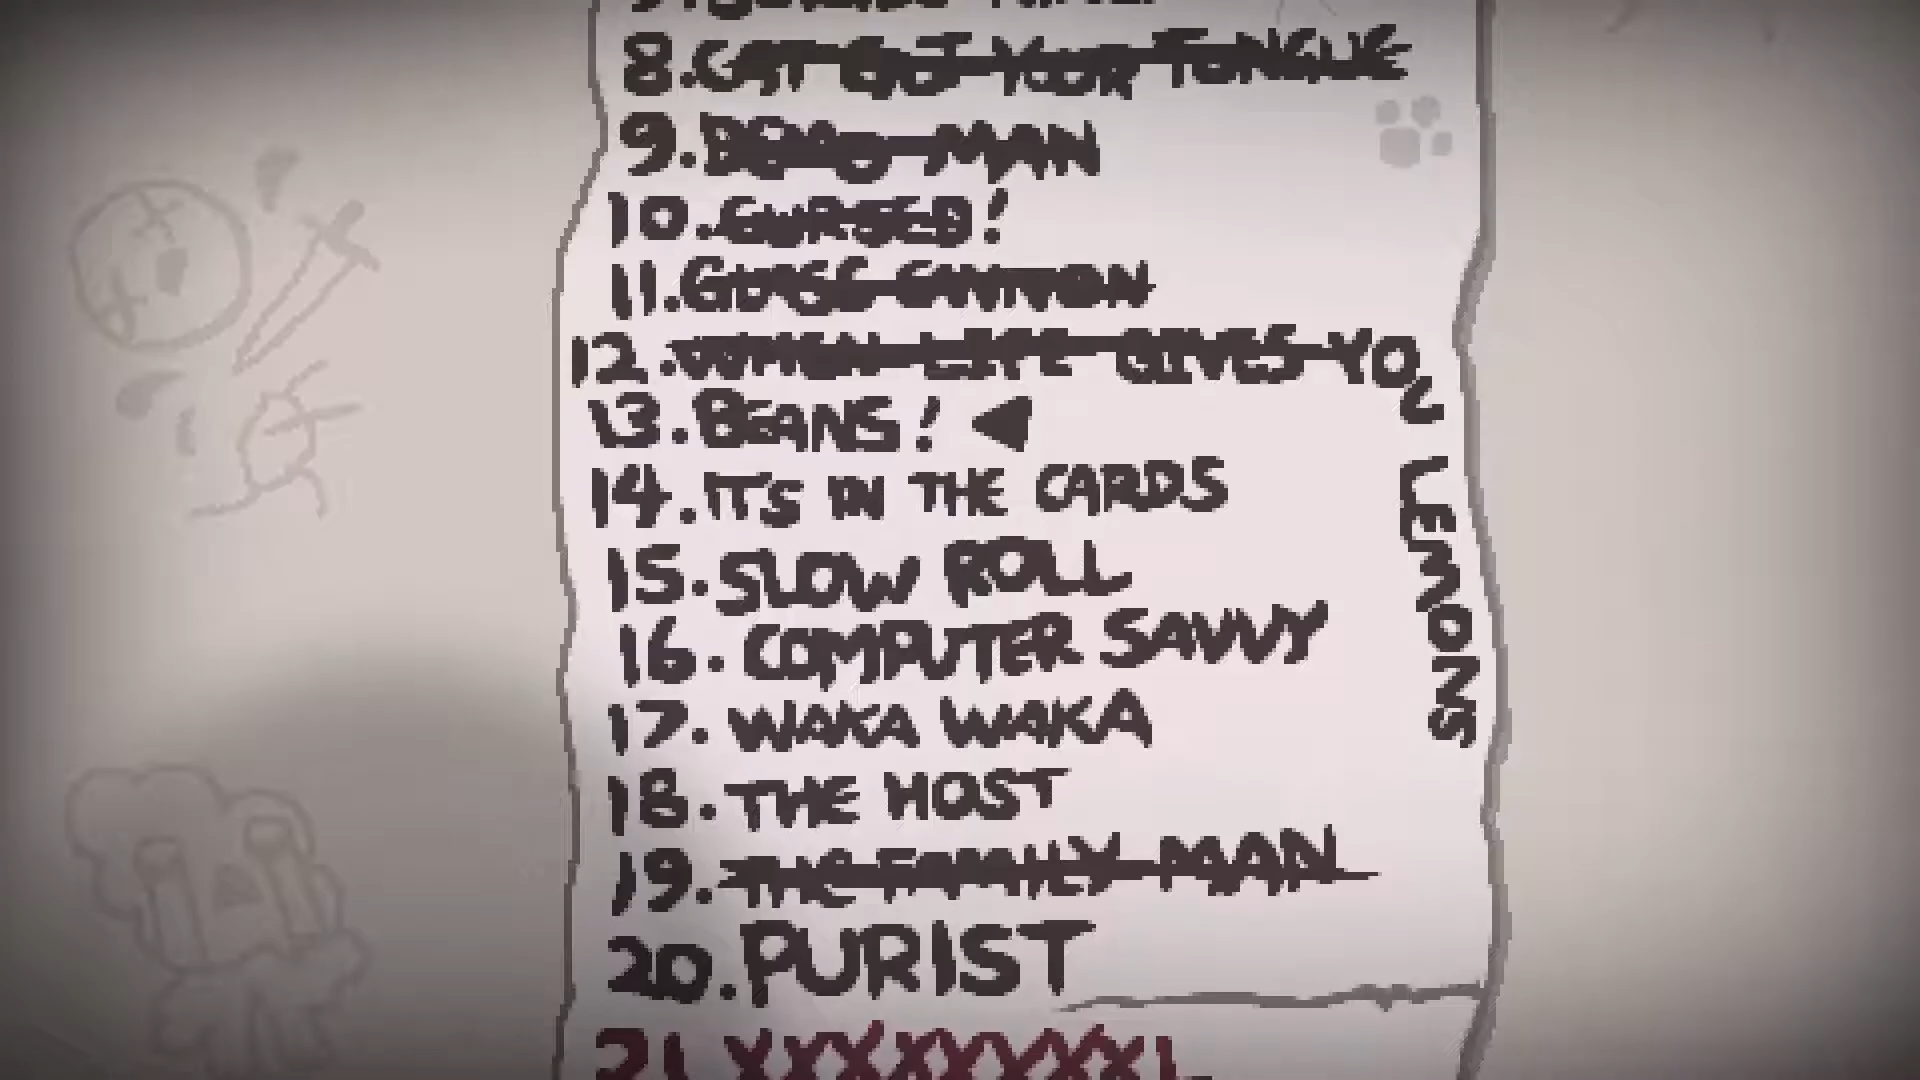 8. CAT GOT YOUR TONGUE
9. DEMO MAN
10. CURSED!
11. GLASS CANNON
12. WHEN LIFE GIVES YOU LEMONS
13. BEANS!
14. IT'S IN THE CARDS
15. SLOW ROLL
16. COMPUTER SAVVY
17. WAKA WAKA
18. THE HOST
19. THE FAMILY MAN
20. PURIST
21 XXXXXXXXL